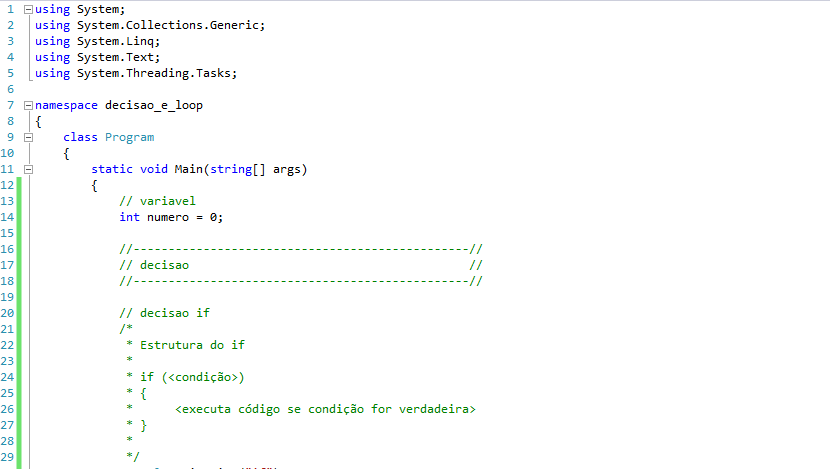 1 using System;
2 using System.Collections.Generic;
3 using System.Linq;
4 using System.Text;
5 using System.Threading.Tasks;
6
7 namespace decisao_e_loop
8 {
9 class Program
10 {
11 static void Main(string[] args)
12 {
13 // variavel
14 int numero = 0;
15
16 //------------------------------------------------//
17 // decisao //
18 //------------------------------------------------//
19
20 // decisao if
21 /*
22 * Estrutura do if
23 *
24 * if (<condição>)
25 * {
26 * <executa código se condição for verdadeira>
27 * }
28 *
29 */